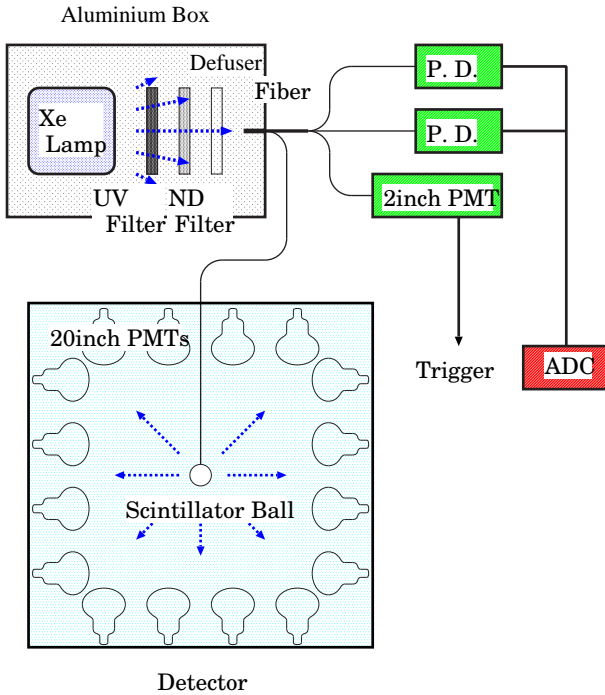 Aluminium Box
Defuser
Fiber
Xe
Lamp
UV
Filter
ND
Filter
P. D.
P. D.
2inch PMT
20inch PMTs
Trigger
ADC
Scintillator Ball
Detector